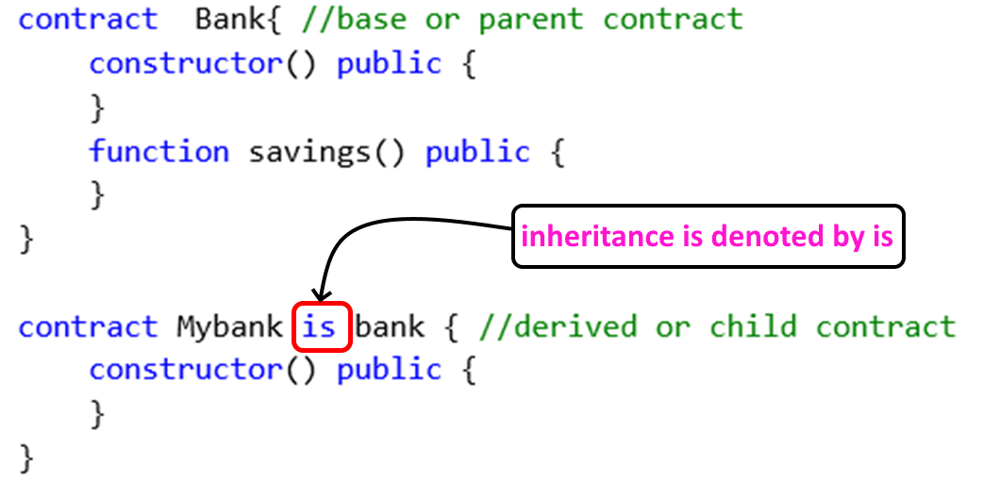 contract  Bank{ //base or parent contract
    constructor() public {
    }
    function savings() public {
    }
}
inheritance is denoted by is
contract Mybank is bank { //derived or child contract
    constructor() public {
    }
}